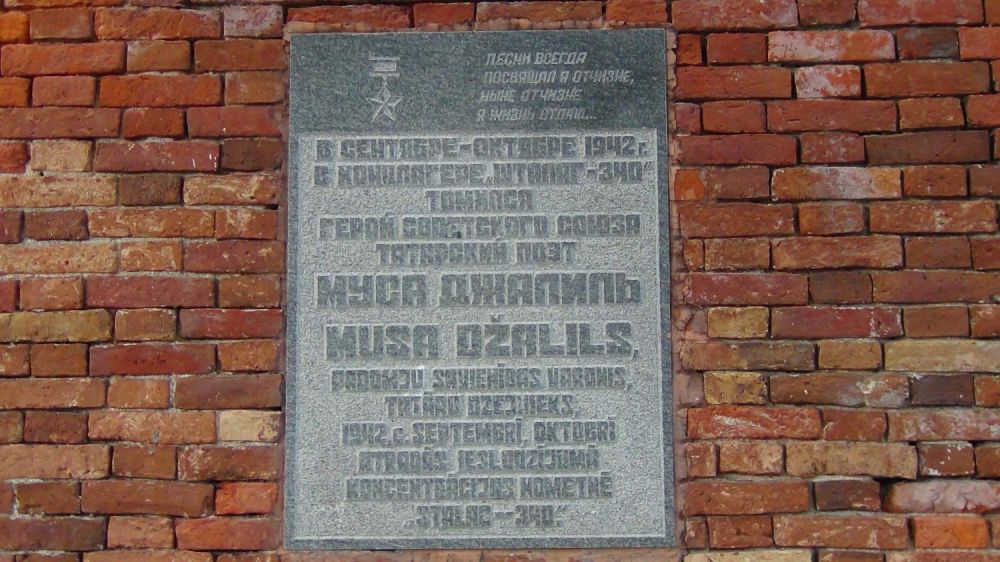 ПЕСНИ ВСЕГДА
ПОСВЯЩАЛ Я ОТЧИЗНЕ,
НЫНЕ ОТЧИЗНЕ
Я ЖИЗНЬ ОТДАЮ...
В СЕНТЯБРЕ-ОКТЯБРЕ 1942 г.
В КОНЦЛАГЕРЕ „ШТАЛАГ-340"
ТОМИЛСЯ
ГЕРОЙ СОВЕТСКОГО СОЮЗА
ТАТАРСКИЙ ПОЭТ
МУСА ДЖАЛИЛЬ
MUSA DŽALILS,
PADOMJU SAVIENĪBAS VARONIS,
TATĀRU DZEJNIEKS,
1942. G. SEPTEMBRĪ, OKTOBRĪ
ATRADĀS IESLODZĪJUMĀ
KONCENTRĀCIJAS NOMETNĒ
„STALAG-340."